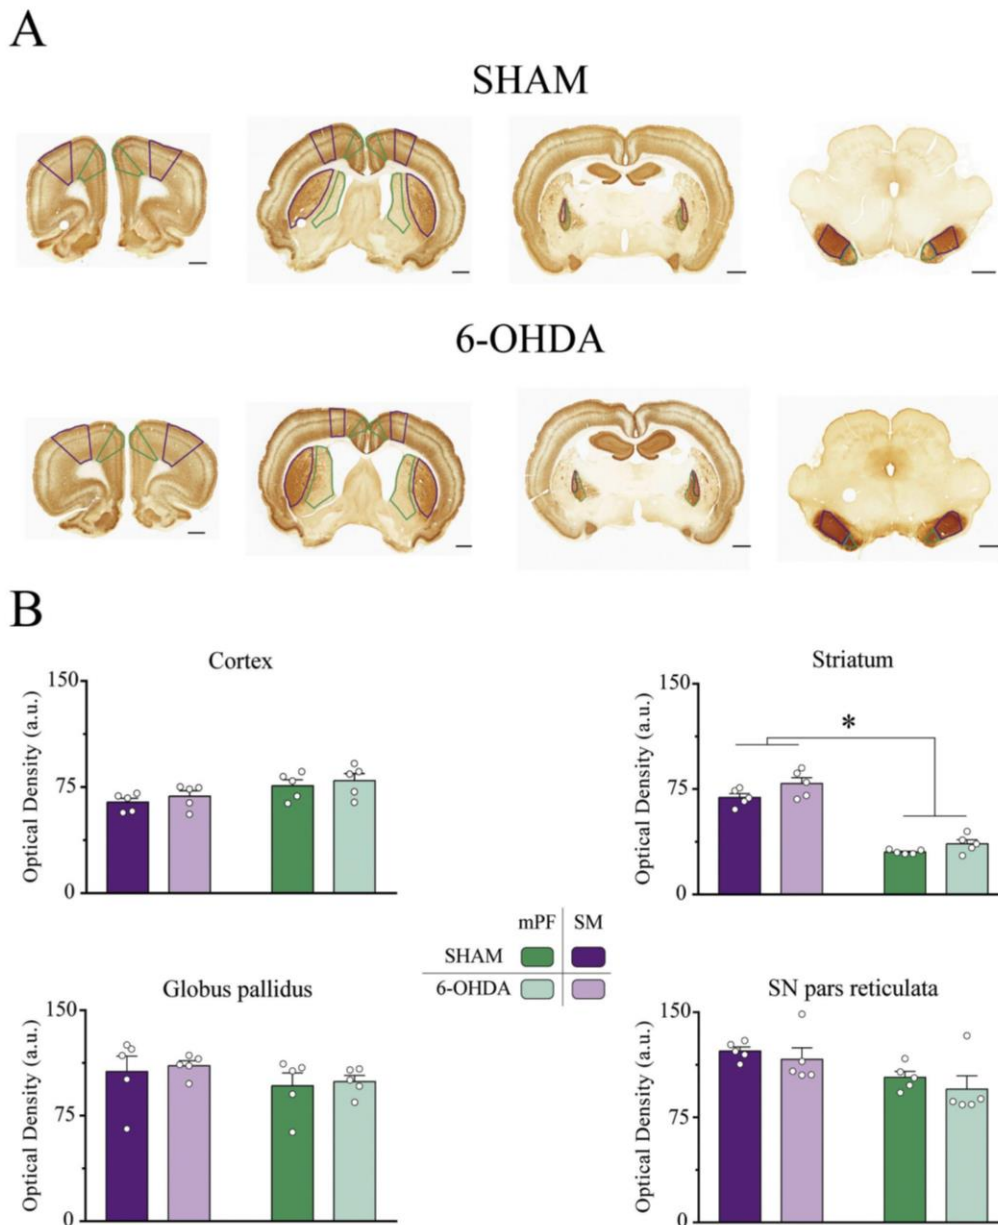 A
SHAM
6-OHDA
B
Cortex
150
75
0
Optical Density (a.u.)
Striatum
150
75
0
Optical Density (a.u.)
*
mPF SM
SHAM
6-OHDA
Globus pallidus
150
75
0
Optical Density (a.u.)
SN pars reticulata
150
75
0
Optical Density (a.u.)